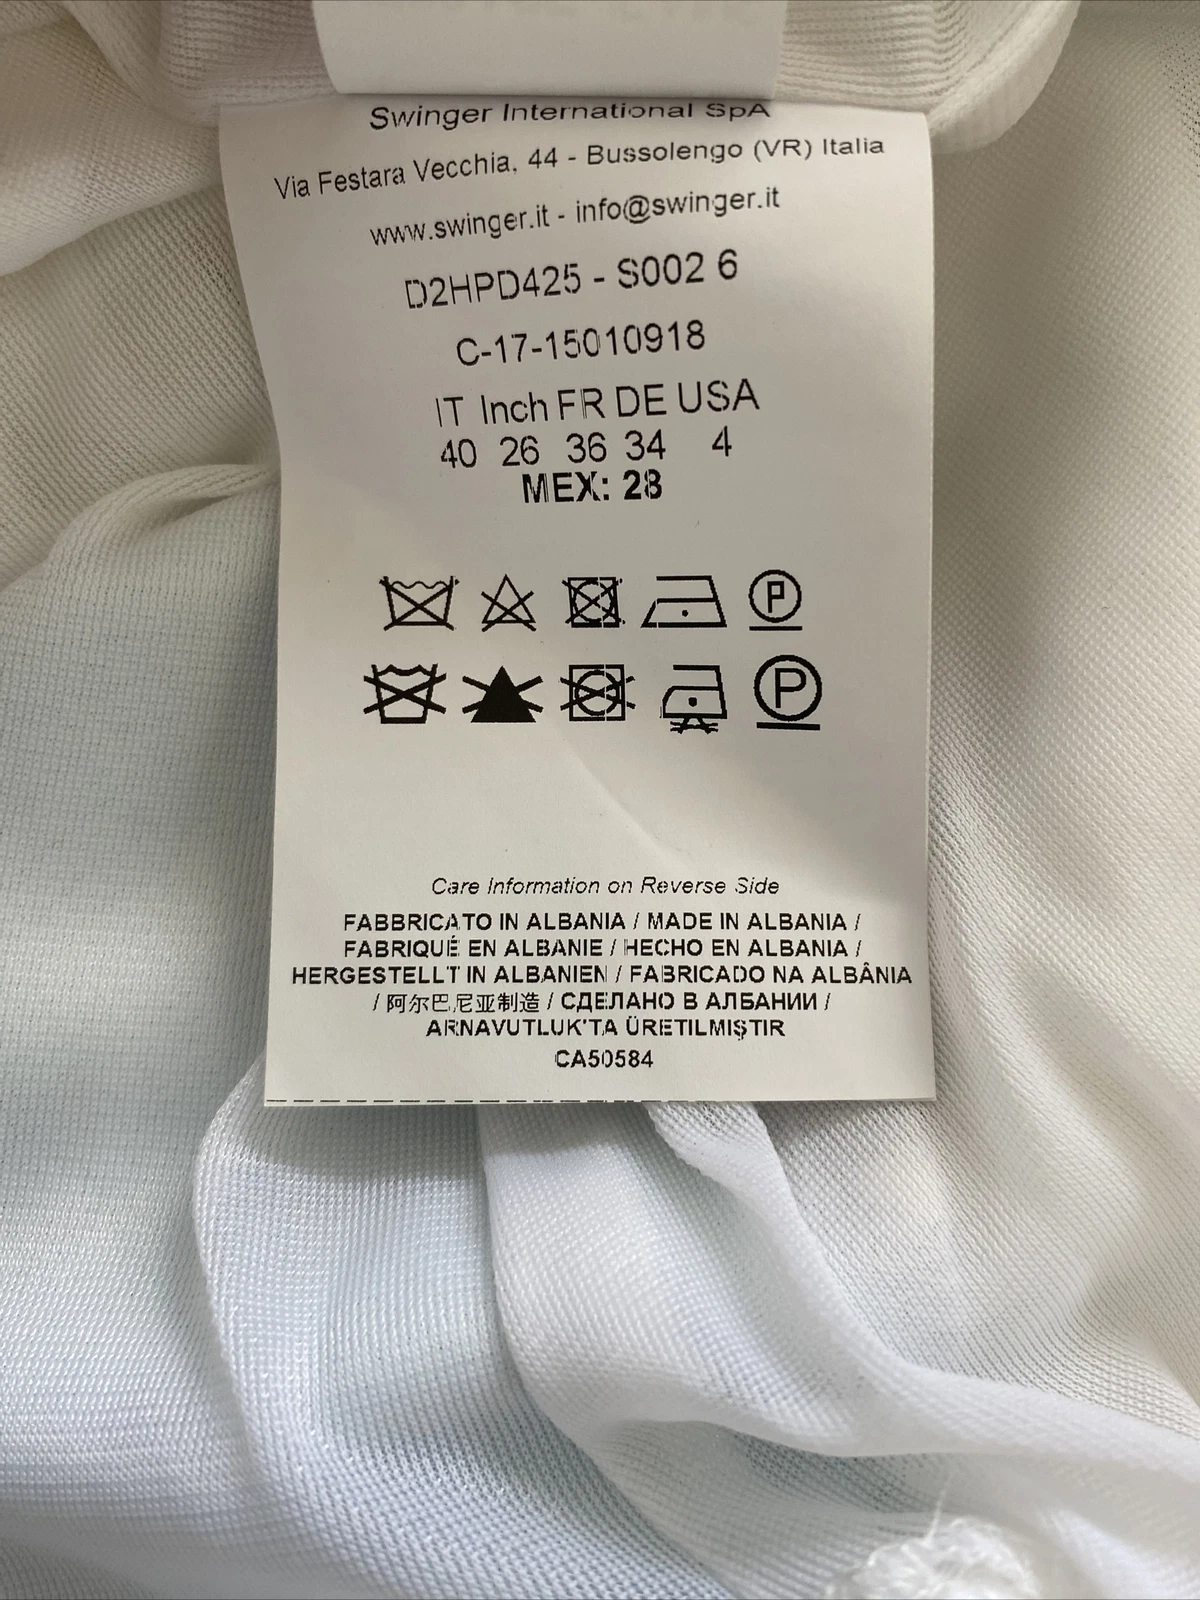 Swinger International SpA
Via Festara Vecchia, 44 - Bussolengo (VR) Italia
www.swinger.it - info@swinger.it
D2HPD425 - S002 6
C-17-15010918
IT Inch FR DE USA
40 26 36 34 4
MEX: 28
P
P
Care Information on Reverse Side
FABBRICATO IN ALBANIA / MADE IN ALBANIA /
FABRIQUÉ EN ALBANIE / HECHO EN ALBANIA /
HERGESTELLT IN ALBANIEN / FABRICADO NA ALBÂNIA
/ 阿尔巴尼亚制造 / СДЕЛАНО В АЛБАНИИ /
ARNAVUTLUK'TA ÜRETILMIŞTIR
CA50584